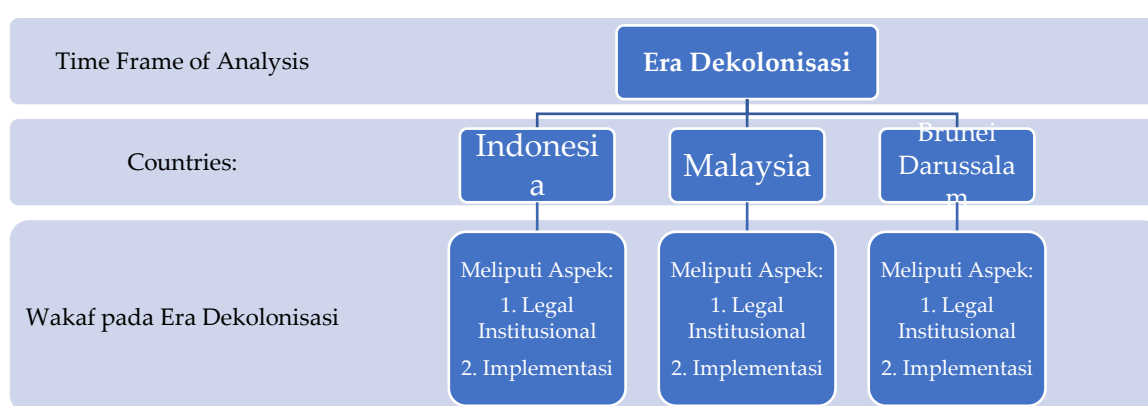 Time Frame of Analysis
Era Dekolonisasi
Countries:
Indonesi
a
Malaysia
Brunei
Darussala
m
Wakaf pada Era Dekolonisasi
Meliputi Aspek:
1. Legal
Institusional
2. Implementasi
Meliputi Aspek:
1. Legal
Institusional
2. Implementasi
Meliputi Aspek:
1. Legal
Institusional
2. Implementasi